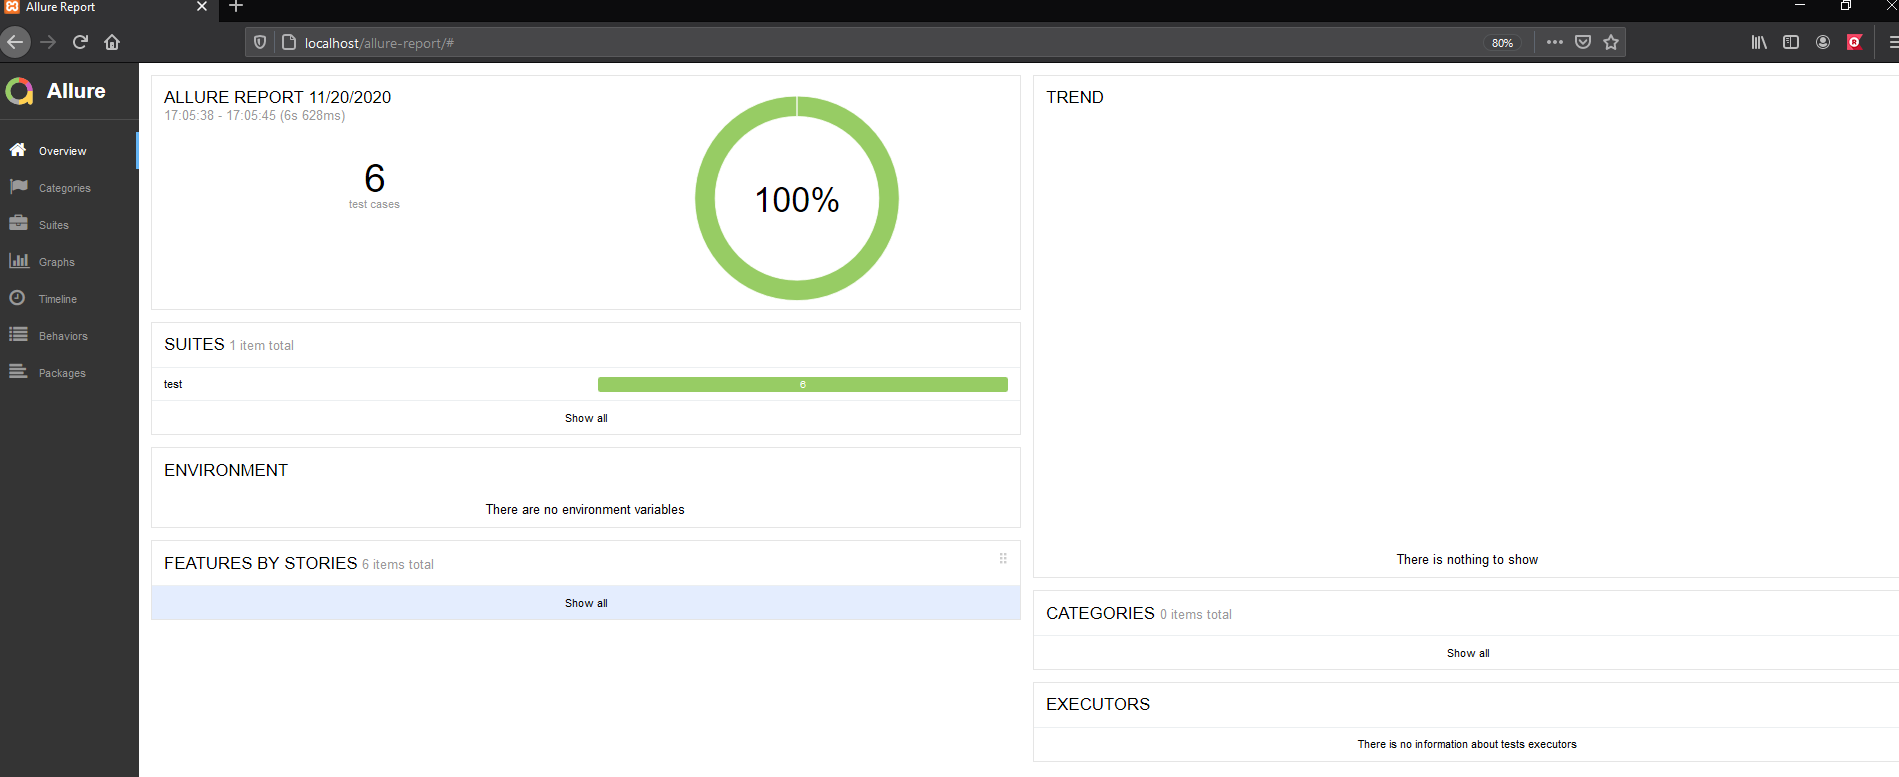 Allure Report
localhost/allure-report/#
80%
Allure
Overview
Categories
Suites
Graphs
Timeline
Behaviors
Packages
ALLURE REPORT 11/20/2020
17:05:38 - 17:05:45 (6s 628ms)
6
test cases
100%
SUITES 1 item total
test
6
Show all
ENVIRONMENT
There are no environment variables
FEATURES BY STORIES 6 items total
Show all
TREND
There is nothing to show
CATEGORIES 0 items total
Show all
EXECUTORS
There is no information about tests executors